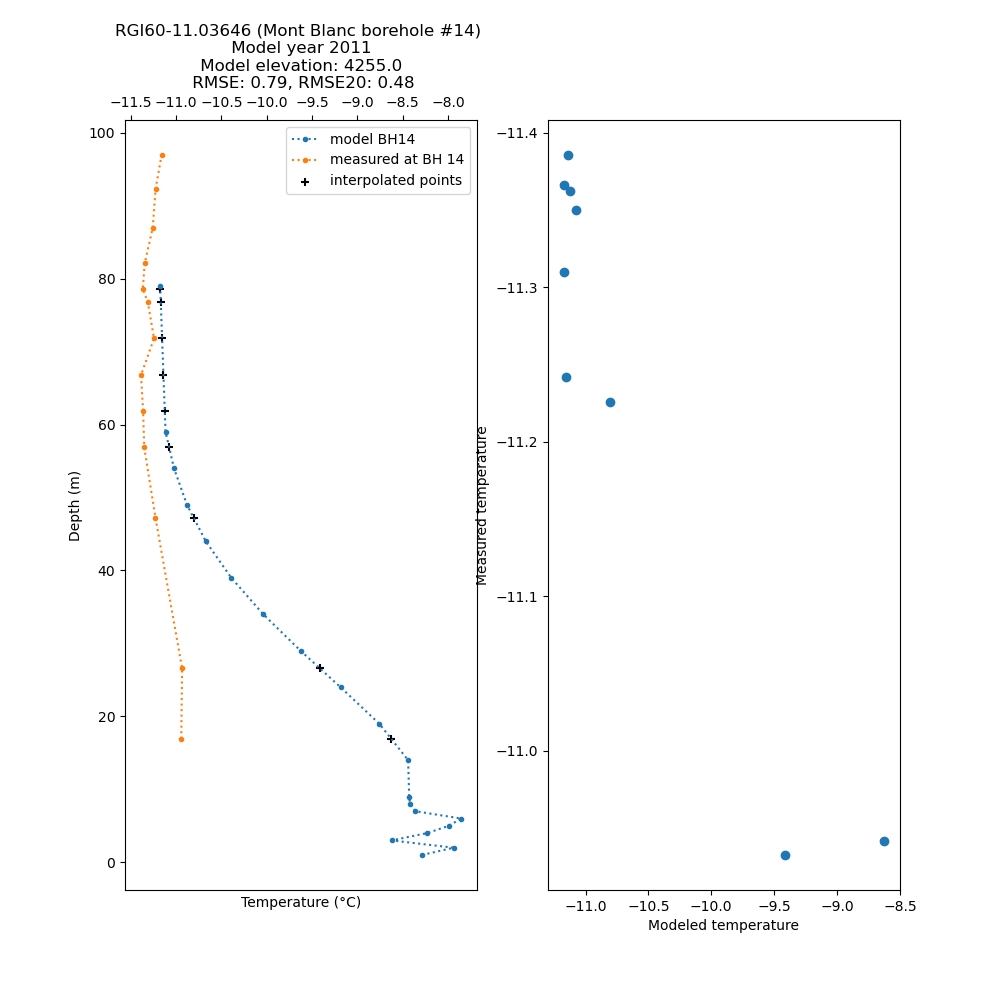 RGI60-11.03646 (Mont Blanc borehole #14)
Model year 2011
Model elevation: 4255.0
RMSE: 0.79, RMSE20: 0.48
−11.5 −11.0 −10.5 −10.0 −9.5 −9.0 −8.5 −8.0
model BH14
measured at BH 14
interpolated points
100
80
60
40
20
0
Depth (m)
Temperature (°C)
−11.4
−11.3
−11.2
−11.1
−11.0
Measured temperature
−11.0 −10.5 −10.0 −9.5 −9.0 −8.5
Modeled temperature